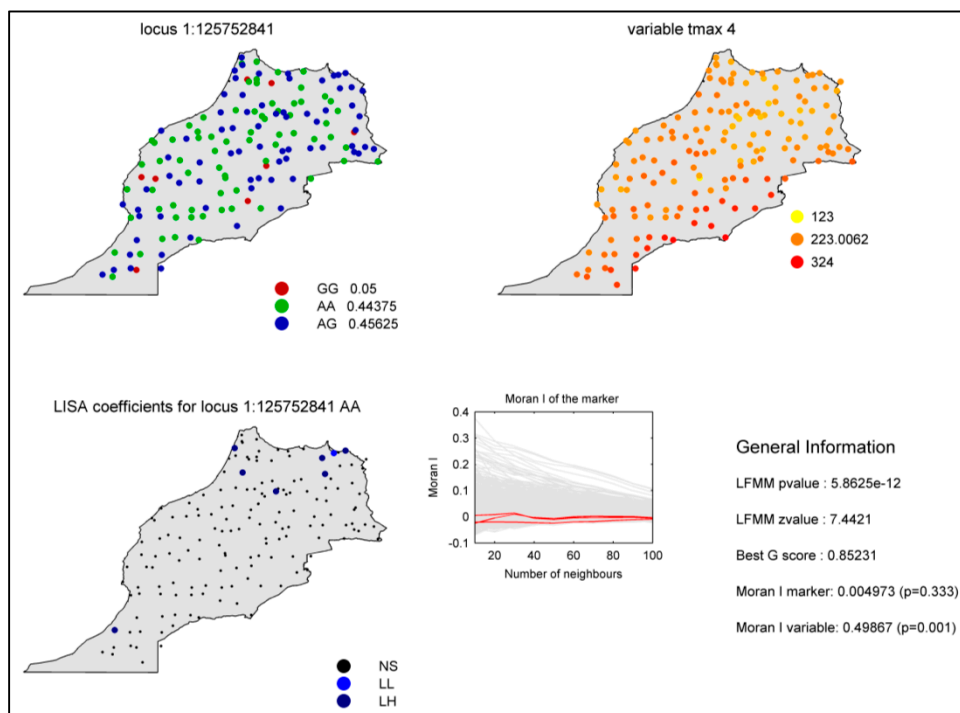 locus 1:125752841
GG 0.05
AA 0.44375
AG 0.45625
variable tmax 4
123
223.0062
324
LISA coefficients for locus 1:125752841 AA
NS
LL
LH
Moran I of the marker
Moran I
0.4
0.3
0.2
0.1
0
-0.1
20 40 60 80 100
Number of neighbours
General Information
LFMM pvalue : 5.8625e-12
LFMM zvalue : 7.4421
Best G score : 0.85231
Moran I marker: 0.004973 (p=0.333)
Moran I variable: 0.49867 (p=0.001)